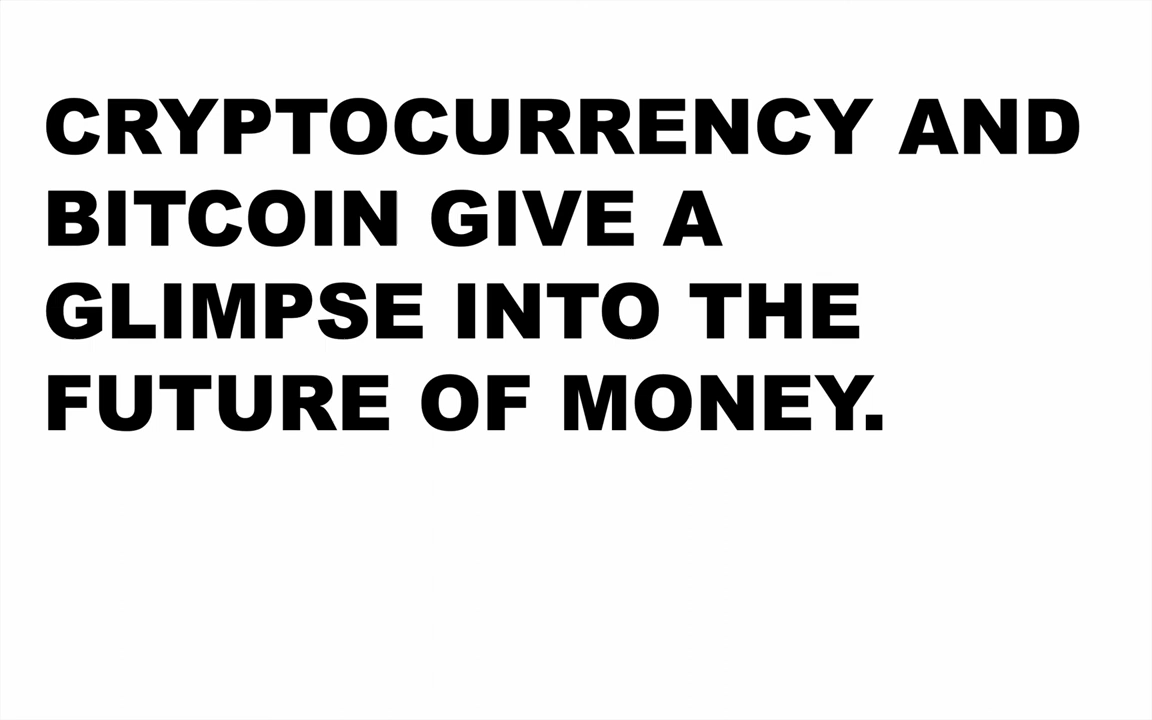 CRYPTOCURRENCY AND
BITCOIN GIVE A
GLIMPSE INTO THE
FUTURE OF MONEY.